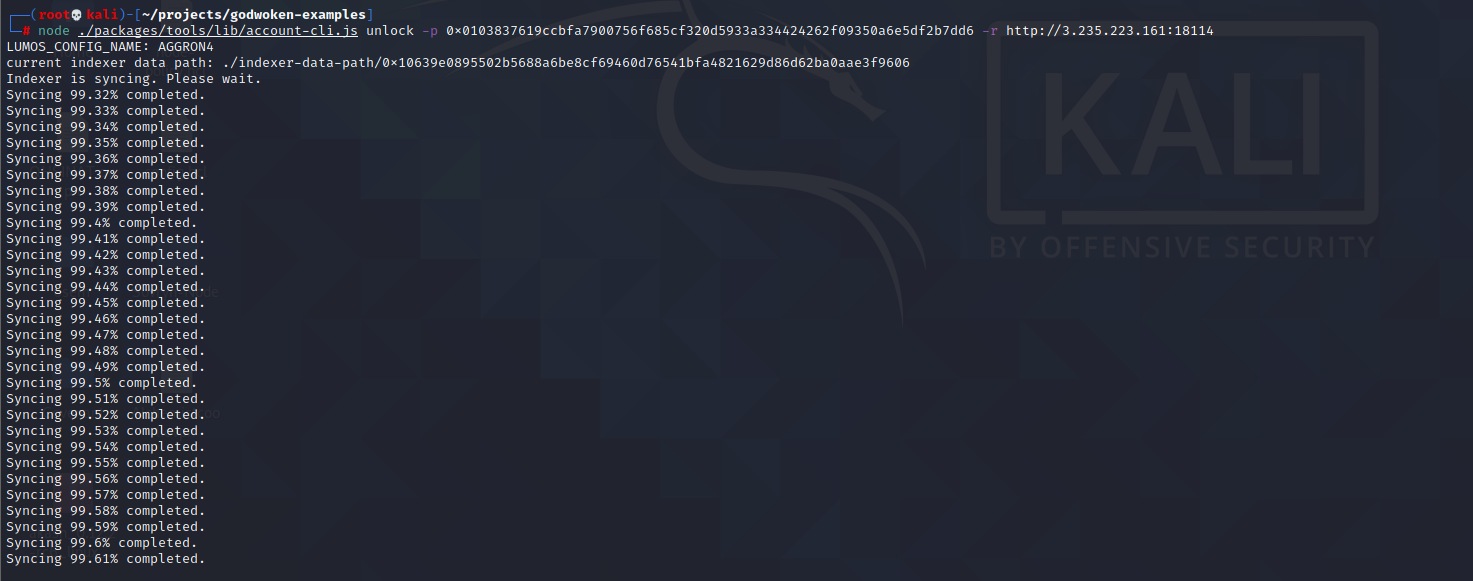 (root💀kali)-[~/projects/godwoken-examples]
# node ./packages/tools/lib/account-cli.js unlock -p 0×0103837619ccbfa7900756f685cf320d5933a334424262f09350a6e5df2b7dd6 -r http://3.235.223.161:18114
LUMOS_CONFIG_NAME: AGGRON4
current indexer data path: ./indexer-data-path/0×10639e0895502b5688a6be8cf69460d76541bfa4821629d86d62ba0aae3f9606
Indexer is syncing. Please wait.
Syncing 99.32% completed.
Syncing 99.33% completed.
Syncing 99.34% completed.
Syncing 99.35% completed.
Syncing 99.36% completed.
Syncing 99.37% completed.
Syncing 99.38% completed.
Syncing 99.39% completed.
Syncing 99.4% completed.
Syncing 99.41% completed.
Syncing 99.42% completed.
Syncing 99.43% completed.
Syncing 99.44% completed.
Syncing 99.45% completed.
Syncing 99.46% completed.
Syncing 99.47% completed.
Syncing 99.48% completed.
Syncing 99.49% completed.
Syncing 99.5% completed.
Syncing 99.51% completed.
Syncing 99.52% completed.
Syncing 99.53% completed.
Syncing 99.54% completed.
Syncing 99.55% completed.
Syncing 99.56% completed.
Syncing 99.57% completed.
Syncing 99.58% completed.
Syncing 99.59% completed.
Syncing 99.6% completed.
Syncing 99.61% completed.
KALI
BY OFFENSIVE SECURITY